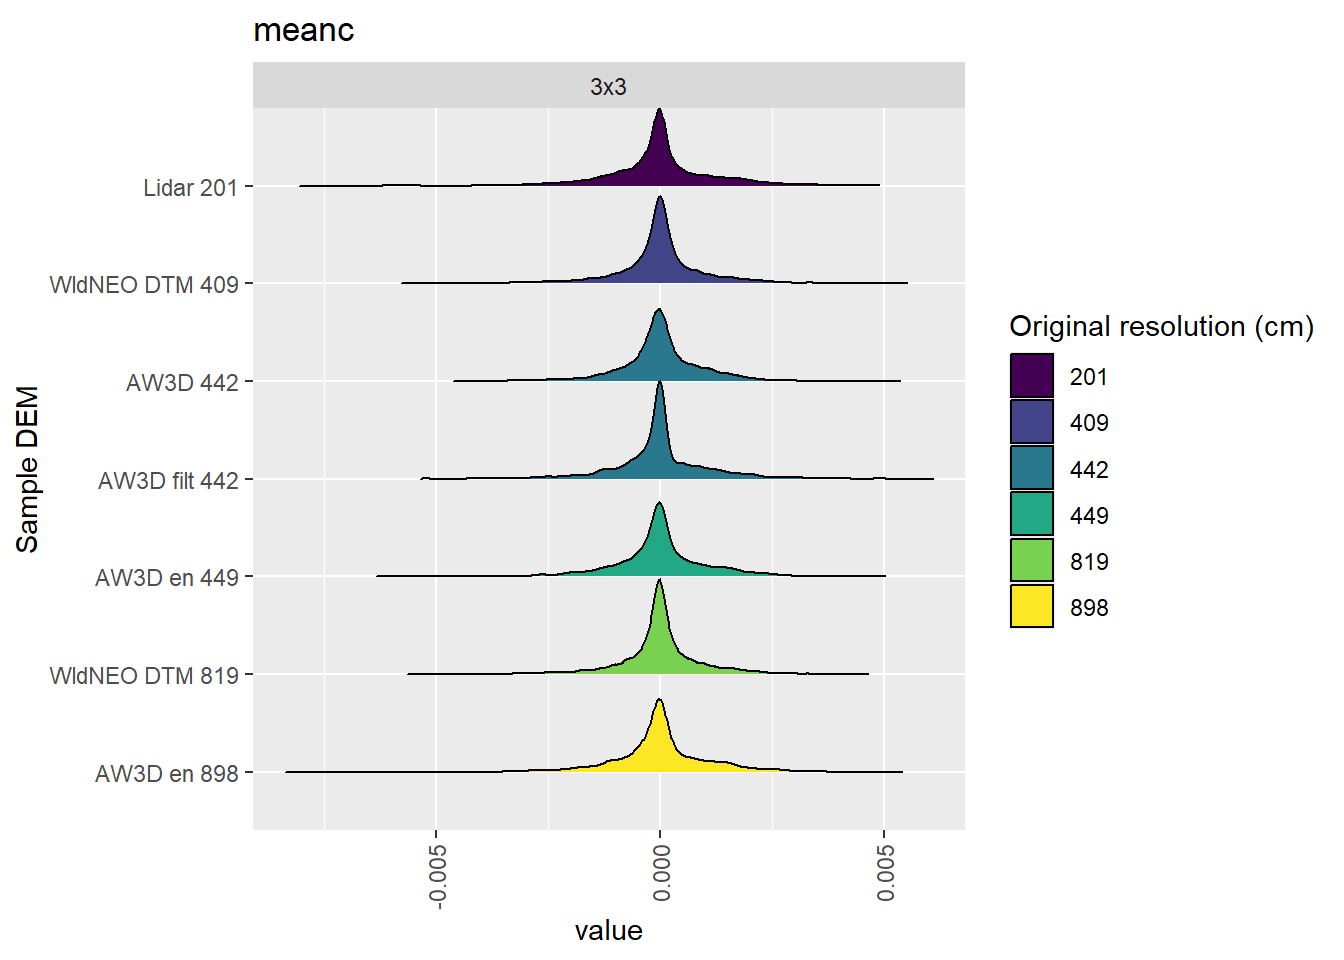 meanc
3x3
Lidar 201
WldNEO DTM 409
AW3D 442
AW3D filt 442
AW3D en 449
WldNEO DTM 819
AW3D en 898
Sample DEM
-0.005
0.000
0.005
value
Original resolution (cm)
201
409
442
449
819
898